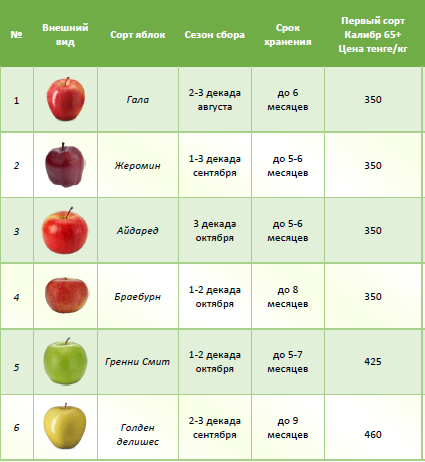 № Внешний вид Сорт яблок Сезон сбора Срок хранения Первый сорт Калибр 65+ Цена тенге/кг
1 Гала 2-3 декада августа до 6 месяцев 350
2 Жеромин 1-3 декада сентября до 5-6 месяцев 350
3 Айдаред 3 декада октября до 5-6 месяцев 350
4 Браебурн 1-2 декада октября до 8 месяцев 350
5 Гренни Смит 1-2 декада октября до 5-7 месяцев 425
6 Голден делишес 2-3 декада сентября до 9 месяцев 460